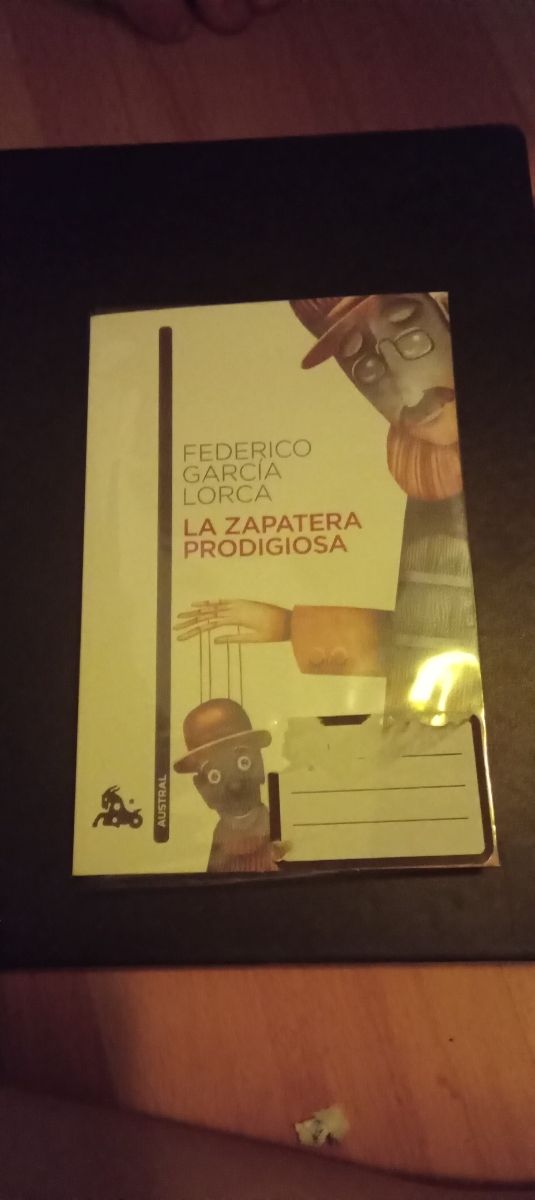 FEDERICO
GARCÍA
LORCA
LA ZAPATERA
PRODIGIOSA
AUSTRAL